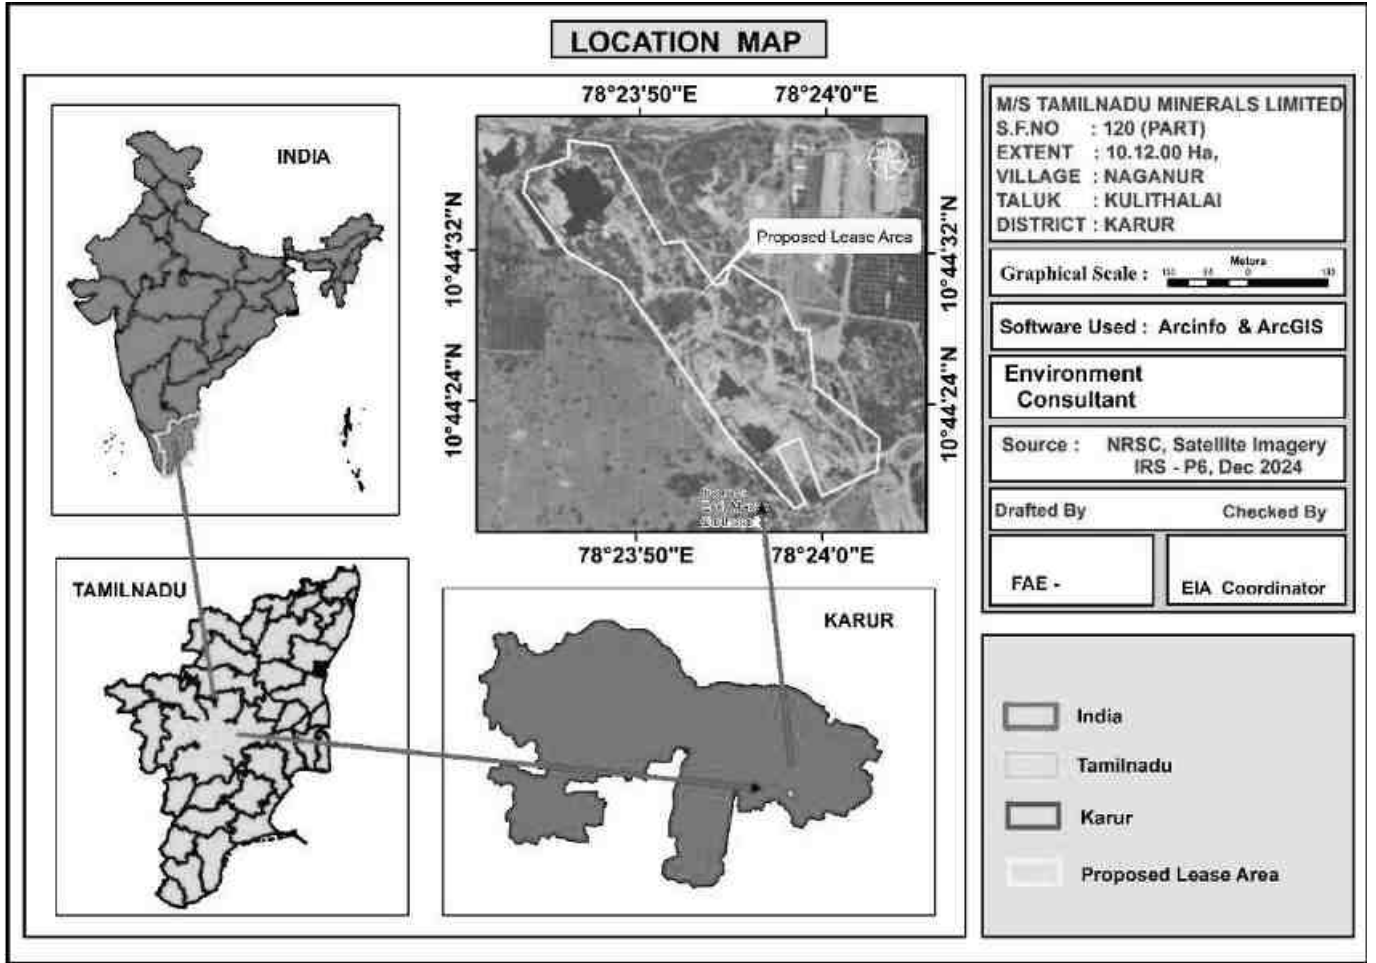 LOCATION MAP
INDIA
78°23'50"E
78°24'0"E
10°44'32"N
10°44'24"N
Proposed Lease Area
10°44'32"N
10°44'24"N
78°23'50"E
78°24'0"E
TAMILNADU
KARUR
M/S TAMILNADU MINERALS LIMITED
S.F.NO : 120 (PART)
EXTENT : 10.12.00 Ha,
VILLAGE : NAGANUR
TALUK : KULITHALAI
DISTRICT : KARUR
Graphical Scale :
Meters
0
Software Used : Arcinfo & ArcGIS
Environment
Consultant
Source : NRSC, Satellite Imagery
IRS - P6, Dec 2024
Drafted By
Checked By
FAE -
EIA Coordinator
India
Tamilnadu
Karur
Proposed Lease Area